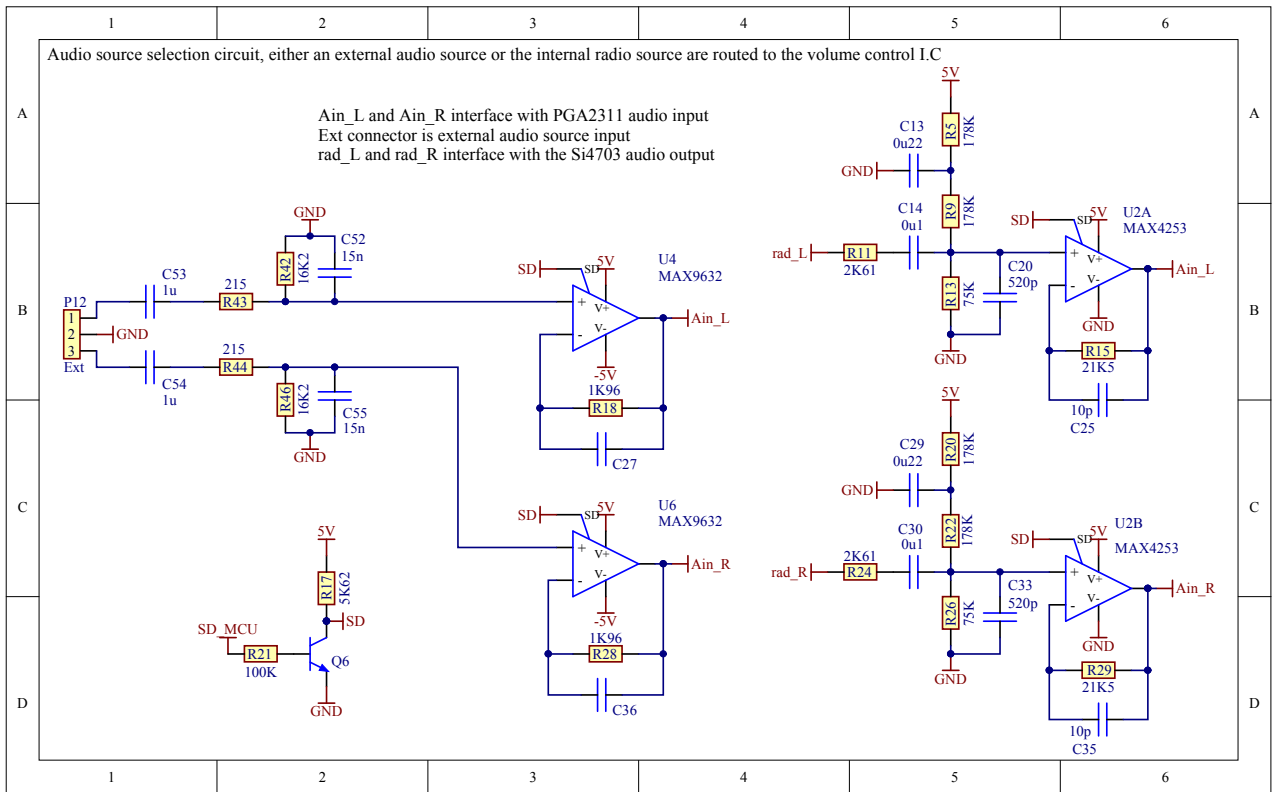 1 2 3 4 5 6
Audio source selection circuit, either an external audio source or the internal radio source are routed to the volume control I.C
A A
Ain_L and Ain_R interface with PGA2311 audio input
Ext connector is external audio source input
rad_L and rad_R interface with the Si4703 audio output
5V
R5
178K
C13
0u22
GND
R9
178K
C14
0u1
rad_L
R11
2K61
R13
75K
C20
520p
GND
SD
SD
5V
V+
V-
GND
U2A
MAX4253
Ain_L
R15
21K5
10p
C25
B B
GND
R42
16K2
C52
15n
C53
1u
215
R43
P12
1
2
3
Ext
GND
C54
1u
215
R44
R46
16K2
C55
15n
GND
SD
SD
5V
+
-
V+
V-
-5V
U4
MAX9632
Ain_L
1K96
R18
C27
C C
SD
SD
5V
+
-
V+
V-
-5V
U6
MAX9632
Ain_R
1K96
R28
C36
5V
R20
178K
C29
0u22
GND
R22
178K
C30
0u1
rad_R
2K61
R24
R26
75K
C33
520p
GND
SD
SD
5V
+
-
V+
V-
GND
U2B
MAX4253
Ain_R
R29
21K5
10p
C35
5V
R17
5K62
SD
SD_MCU
R21
100K
Q6
GND
D D
1 2 3 4 5 6